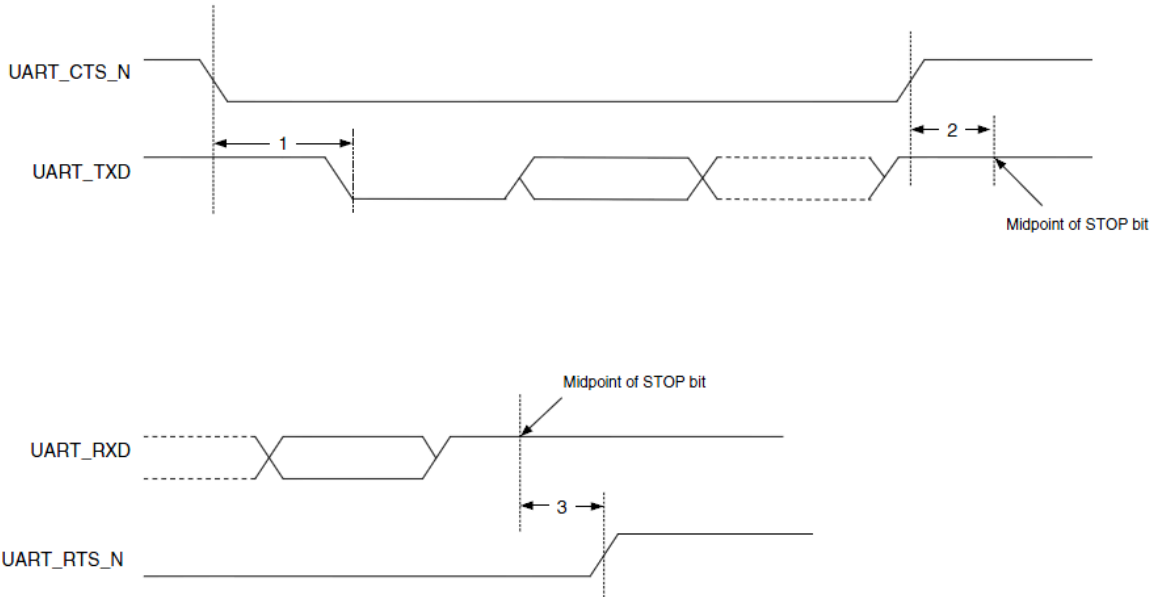 UART_CTS_N
1
2
UART_TXD
Midpoint of STOP bit
Midpoint of STOP bit
UART_RXD
3
UART_RTS_N